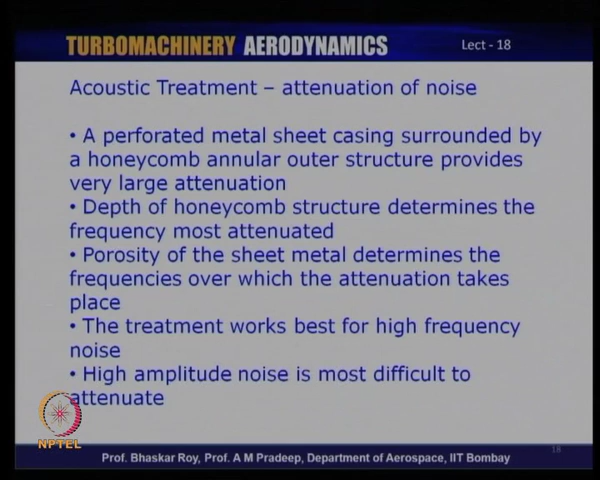 TURBOMACHINERY AERODYNAMICS Lect - 18
Acoustic Treatment – attenuation of noise
• A perforated metal sheet casing surrounded by
a honeycomb annular outer structure provides
very large attenuation
• Depth of honeycomb structure determines the
frequency most attenuated
• Porosity of the sheet metal determines the
frequencies over which the attenuation takes
place
• The treatment works best for high frequency
noise
• High amplitude noise is most difficult to
attenuate
NPTEL
18
Prof. Bhaskar Roy, Prof. A M Pradeep, Department of Aerospace, IIT Bombay